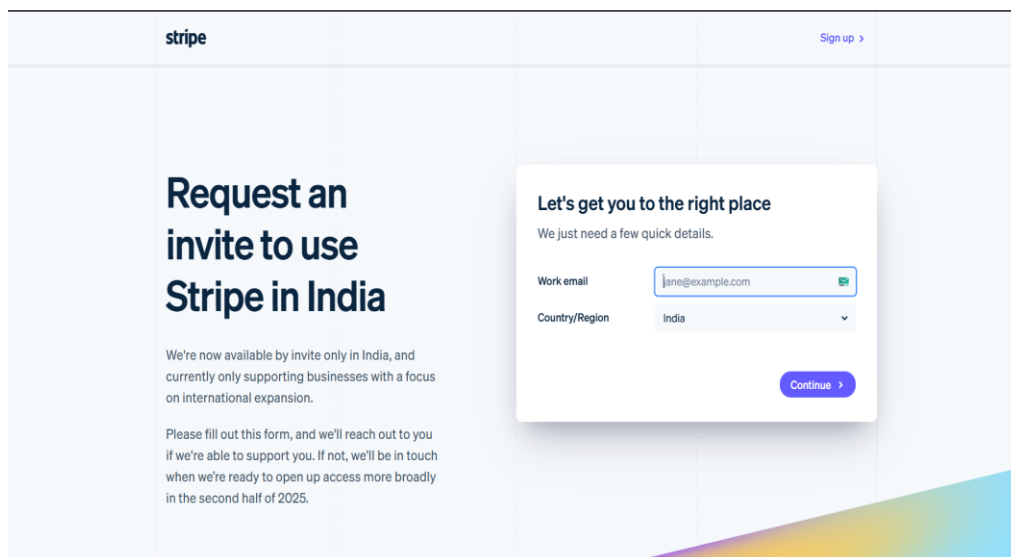 stripe
Sign up >
Request an
invite to use
Stripe in India
We're now available by invite only in India, and
currently only supporting businesses with a focus
on international expansion.
Please fill out this form, and we'll reach out to you
if we're able to support you. If not, we'll be in touch
when we're ready to open up access more broadly
in the second half of 2025.
Let's get you to the right place
We just need a few quick details.
Work email
jane@example.com
Country/Region
India
Continue >